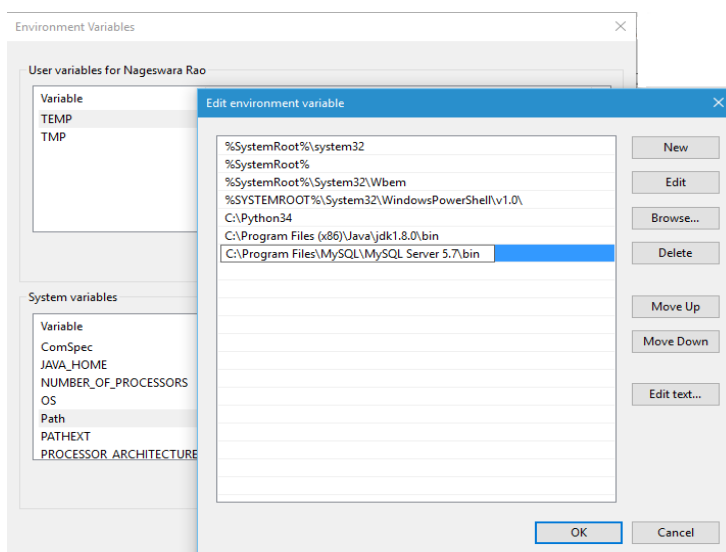 Environment Variables
User variables for Nageswara Rao
Variable
TEMP
TMP
Edit environment variable
%SystemRoot%\system32
%SystemRoot%
%SystemRoot%\System32\Wbem
%SYSTEMROOT%\System32\WindowsPowerShell\v1.0\
C:\Python34
C:\Program Files (x86)\Java\jdk1.8.0\bin
C:\Program Files\MySQL\MySQL Server 5.7\bin
New
Edit
Browse...
Delete
Move Up
Move Down
Edit text...
System variables
Variable
ComSpec
JAVA_HOME
NUMBER_OF_PROCESSORS
OS
Path
PATHEXT
PROCESSOR_ARCHITECTURE
OK
Cancel